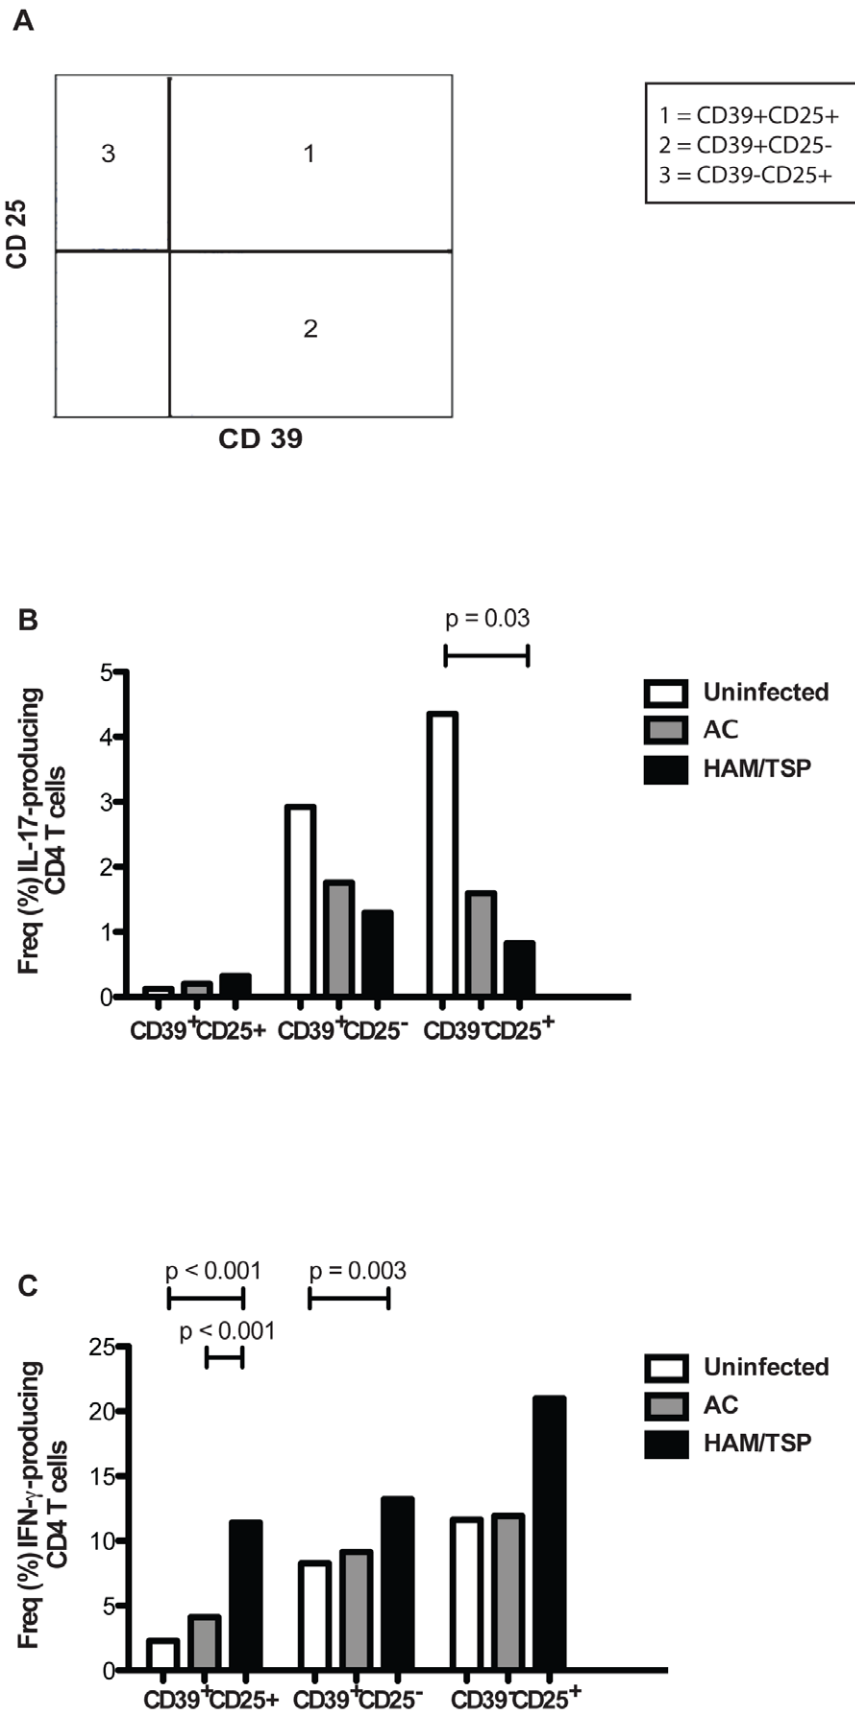 A
3
1
2
CD 25
CD 39
1 = CD39+CD25+
2 = CD39+CD25-
3 = CD39-CD25+
B
p = 0.03
Freq (%) IL-17-producing
CD4 T cells
5
4
3
2
1
0
CD39+CD25+ CD39+CD25- CD39-CD25+
Uninfected
AC
HAM/TSP
C
p < 0.001 p = 0.003
p < 0.001
Freq (%) IFN-γ-producing
CD4 T cells
25
20
15
10
5
0
CD39+CD25+ CD39+CD25- CD39-CD25+
Uninfected
AC
HAM/TSP